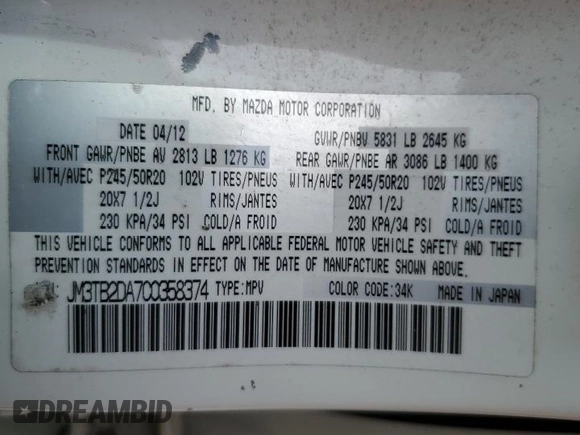 MFD. BY MAZDA MOTOR CORPORATION
DATE 04/12 GVWR/PNBV 5831 LB 2645 KG
FRONT GAWR/PNBE AV 2813 LB 1276 KG REAR GAWR/PNBE AR 3086 LB 1400 KG
WITH/AVEC P245/50R20 102V TIRES/PNEUS WITH/AVEC P245/50R20 102V TIRES/PNEUS
20X7 1/2J RIMS/JANTES 20X7 1/2J RIMS/JANTES
230 KPA/34 PSI COLD/A FROID 230 KPA/34 PSI COLD/A FROID
THIS VEHICLE CONFORMS TO ALL APPLICABLE FEDERAL MOTOR VEHICLE SAFETY AND THEFT
PREVENTION STANDARDS IN EFFECT ON THE DATE OF MANUFACTURE SHOWN ABOVE.
JM3TB2DA7C0358374 TYPE:MPV COLOR CODE:34K MADE IN JAPAN
DREAMBID